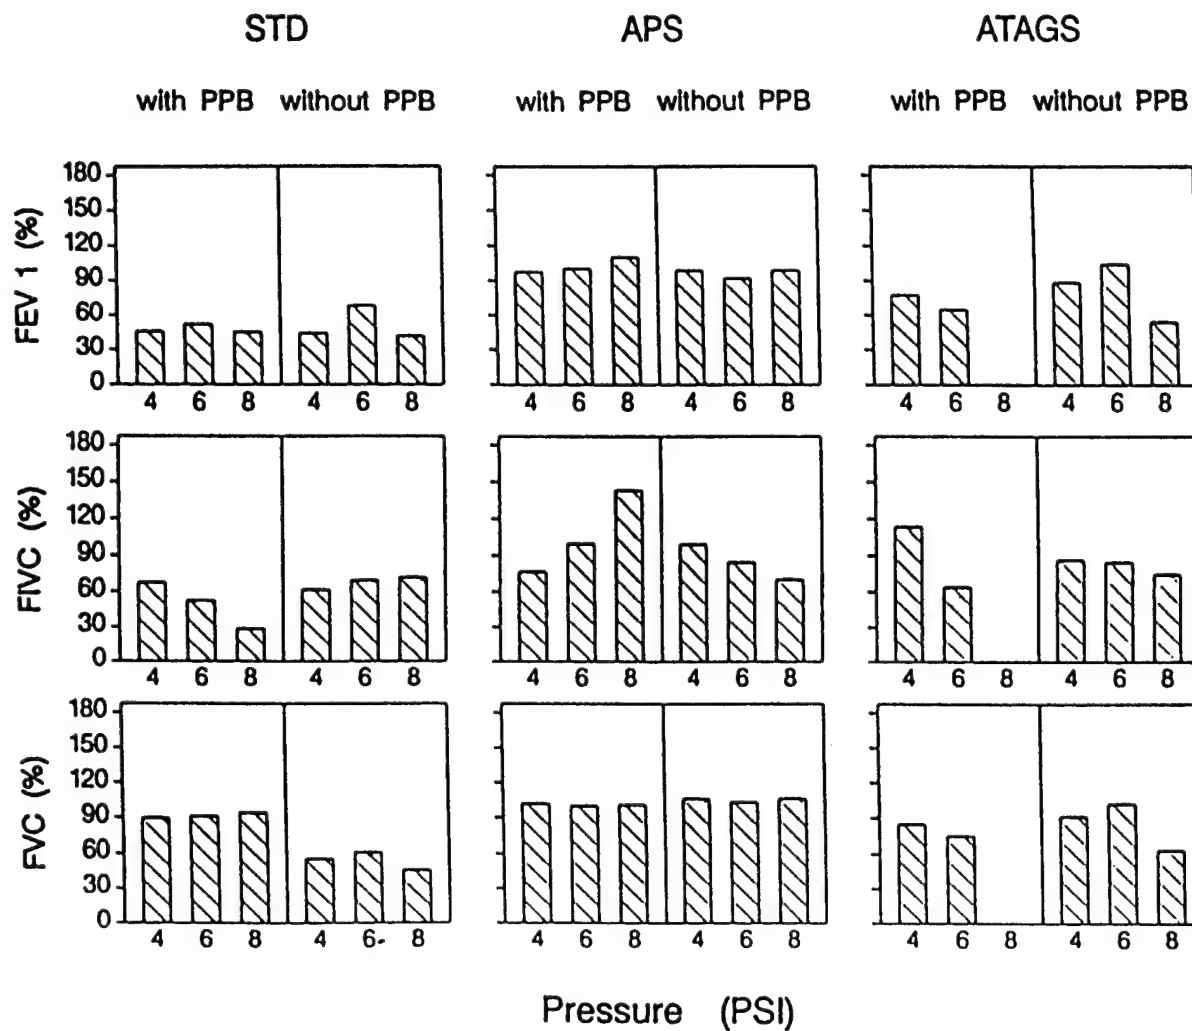 STD APS ATAGS
with PPB without PPB with PPB without PPB with PPB without PPB
FEV 1 (%)
180
150
120
90
60
30
0
4 6 8 4 6 8 4 6 8 4 6 8 4 6 8 4 6 8
FIVC (%)
180
150
120
90
60
30
0
4 6 8 4 6 8 4 6 8 4 6 8 4 6 8 4 6 8
FVC (%)
180
150
120
90
60
30
0
4 6 8 4 6 8 4 6 8 4 6 8 4 6 8 4 6 8
Pressure (PSI)